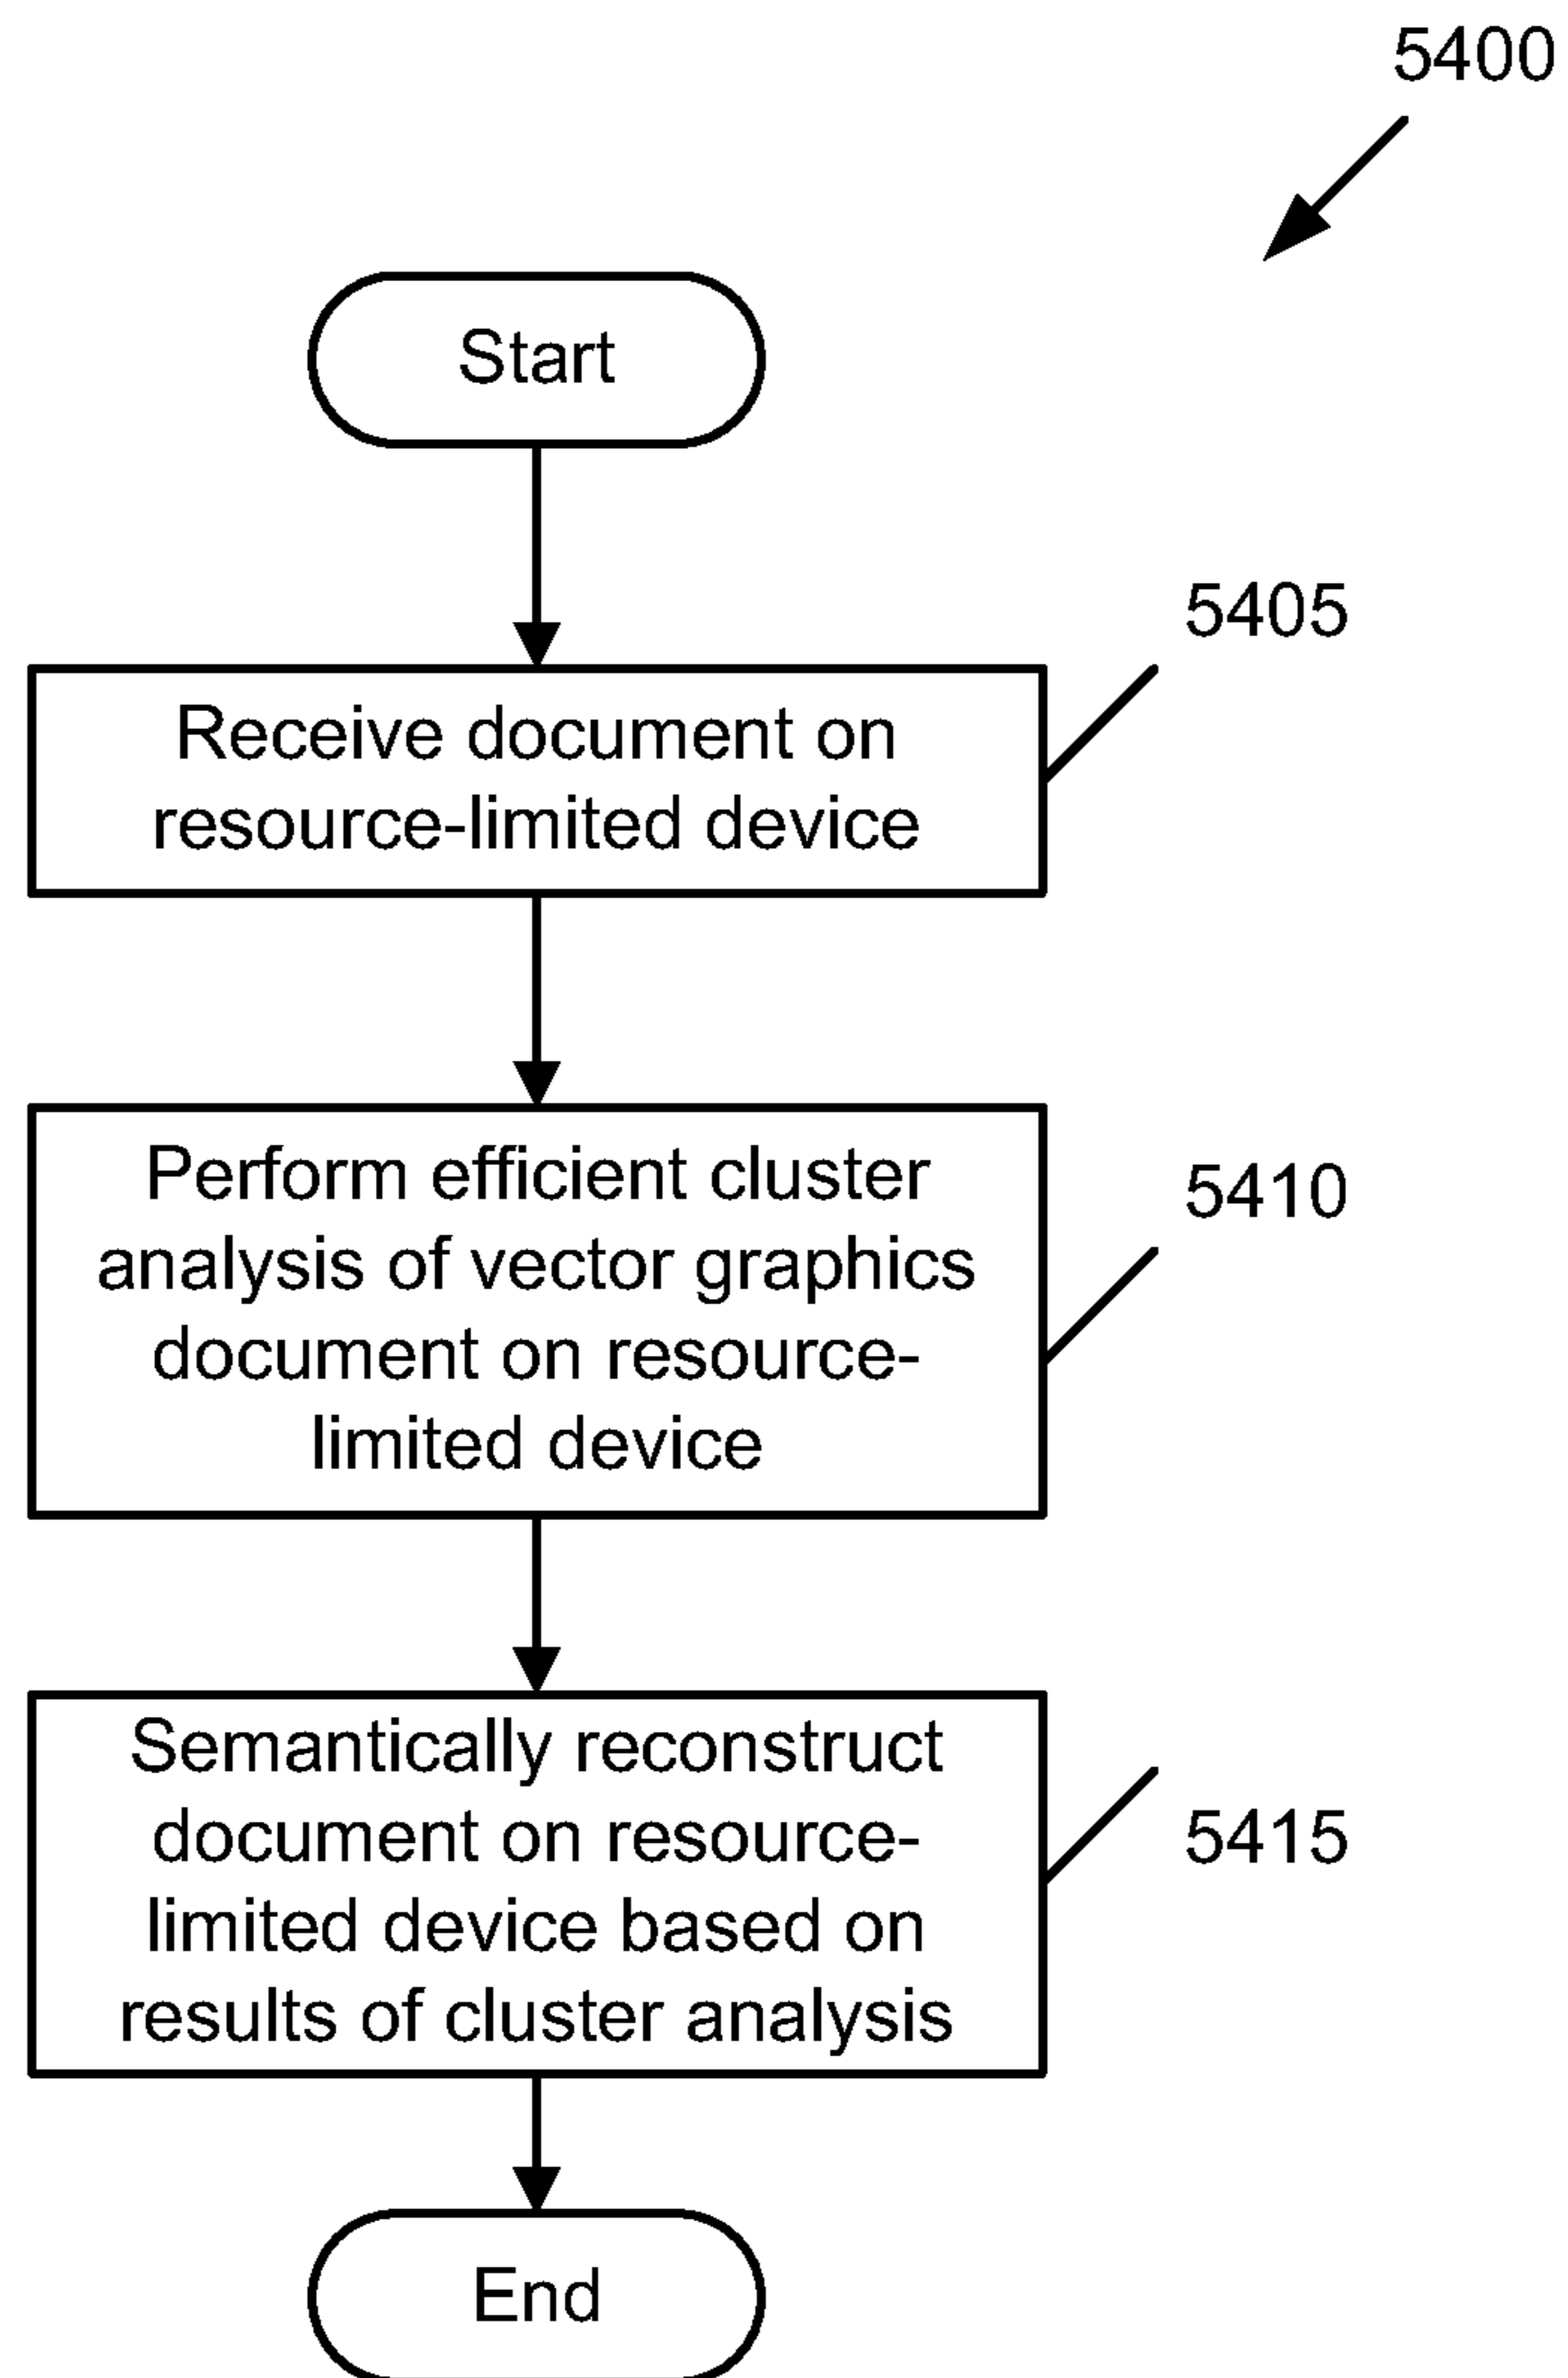 5400
Start
5405
Receive document on
resource-limited device
5410
Perform efficient cluster
analysis of vector graphics
document on resource-
limited device
Semantically reconstruct
document on resource-
limited device based on
results of cluster analysis
5415
End